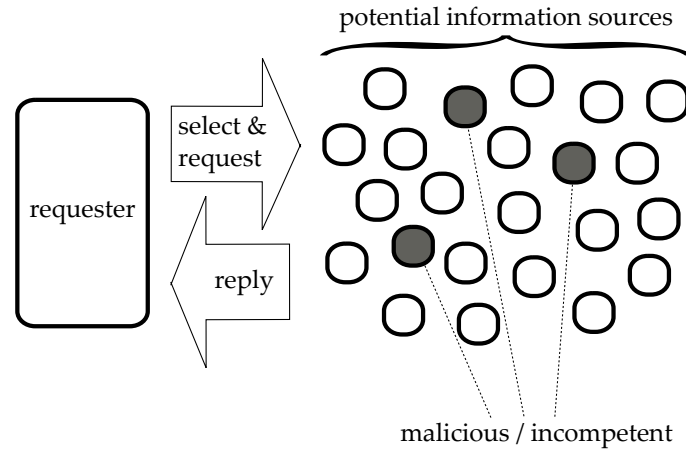 potential information sources
select &
request
requester
reply
malicious / incompetent